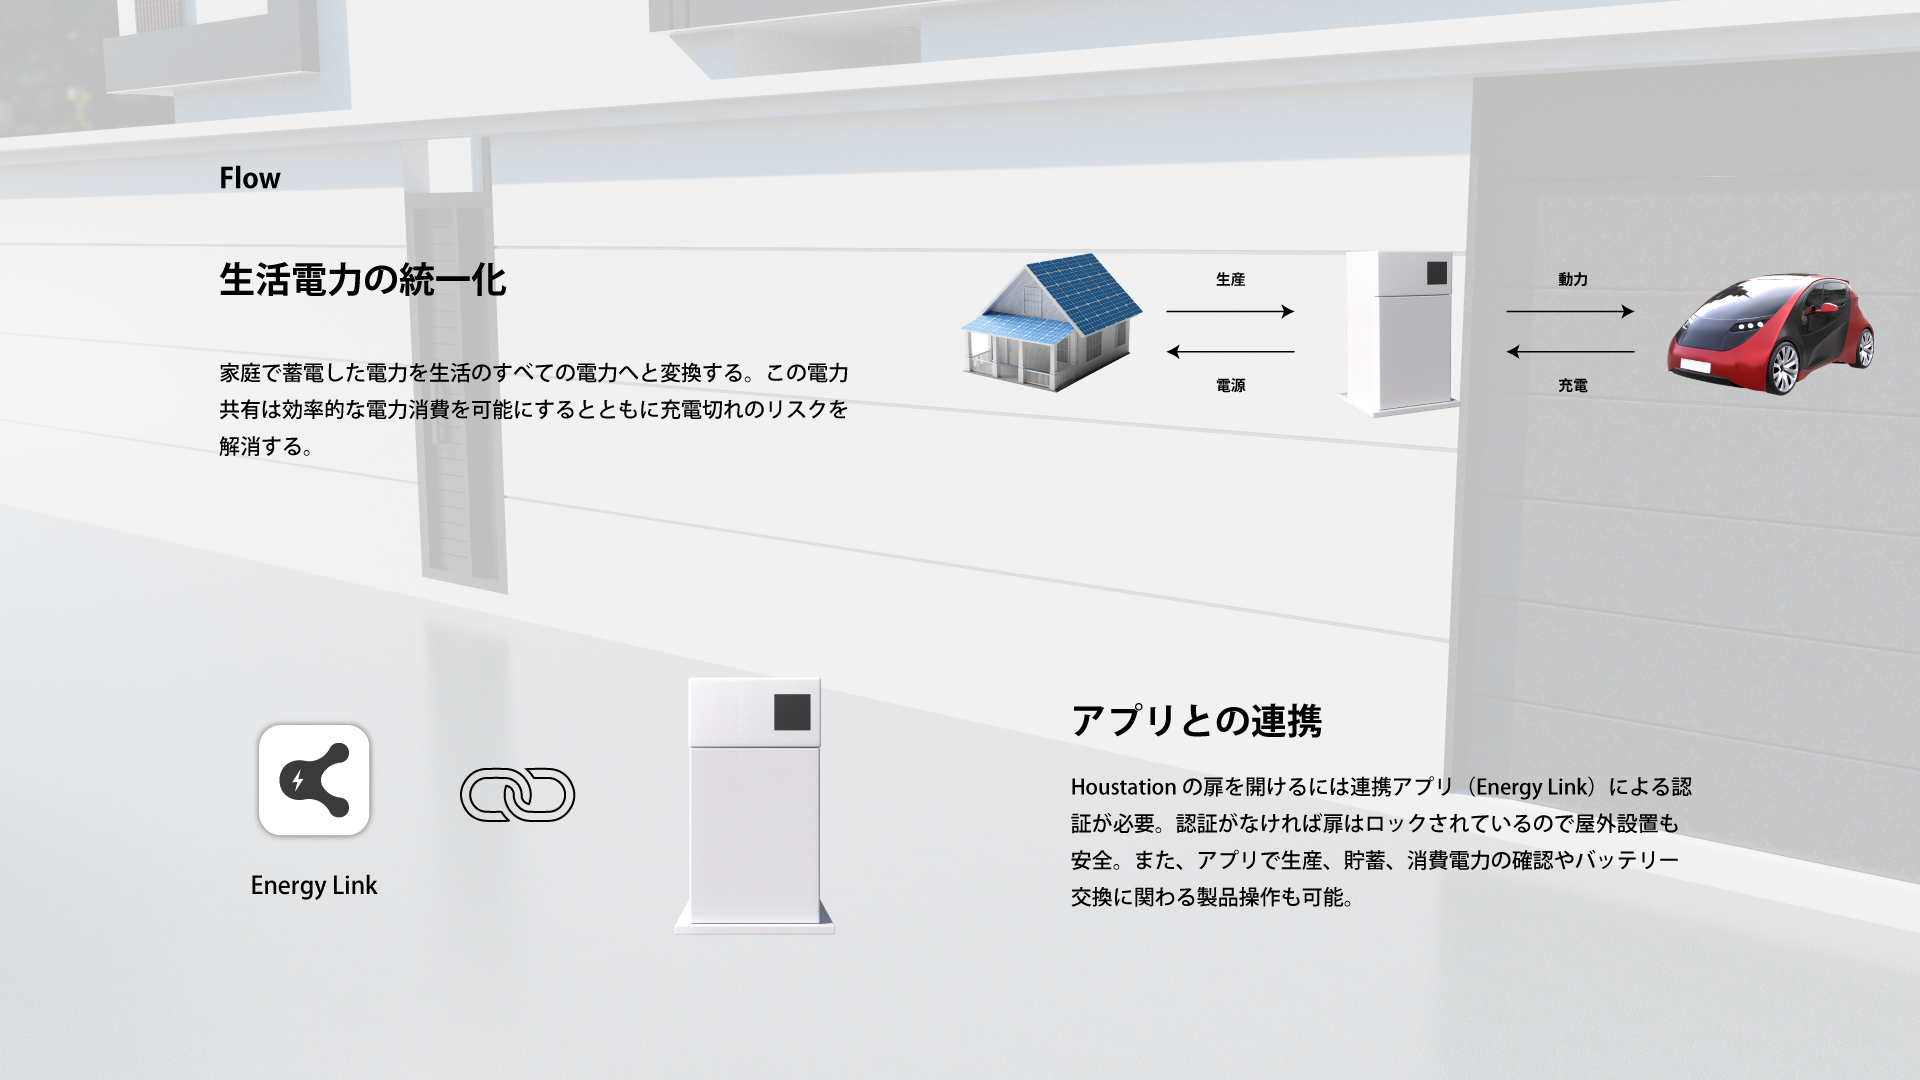 Flow
生活電力の統一化
家庭で蓄電した電力を生活のすべての電力へと変換する。この電力
共有は効率的な電力消費を可能にするとともに充電切れのリスクを
解消する。
生産
電源
動力
充電
Energy Link
アプリとの連携
Houstation の扉を開けるには連携アプリ（Energy Link）による認
証が必要。認証がなければ扉はロックされているので屋外設置も
安全。また、アプリで生産、貯蓄、消費電力の確認やバッテリー
交換に関わる製品操作も可能。